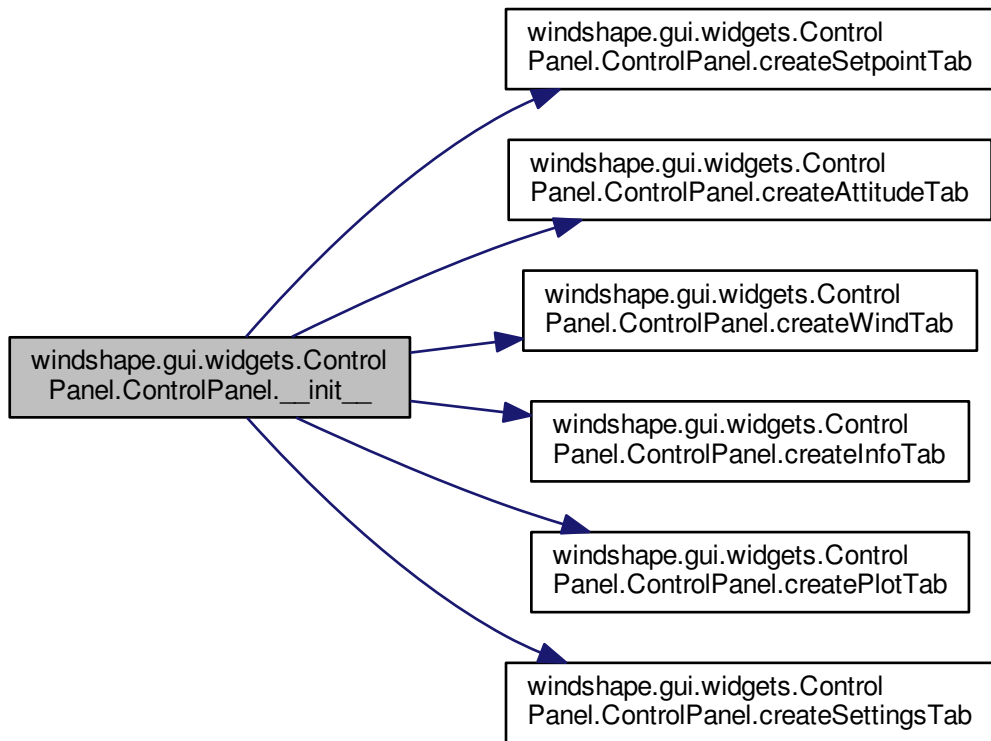 windshape.gui.widgets.Control
Panel.ControlPanel.createSetpointTab
windshape.gui.widgets.Control
Panel.ControlPanel.createAttitudeTab
windshape.gui.widgets.Control
Panel.ControlPanel.createWindTab
windshape.gui.widgets.Control
Panel.ControlPanel.__init__
windshape.gui.widgets.Control
Panel.ControlPanel.createInfoTab
windshape.gui.widgets.Control
Panel.ControlPanel.createPlotTab
windshape.gui.widgets.Control
Panel.ControlPanel.createSettingsTab